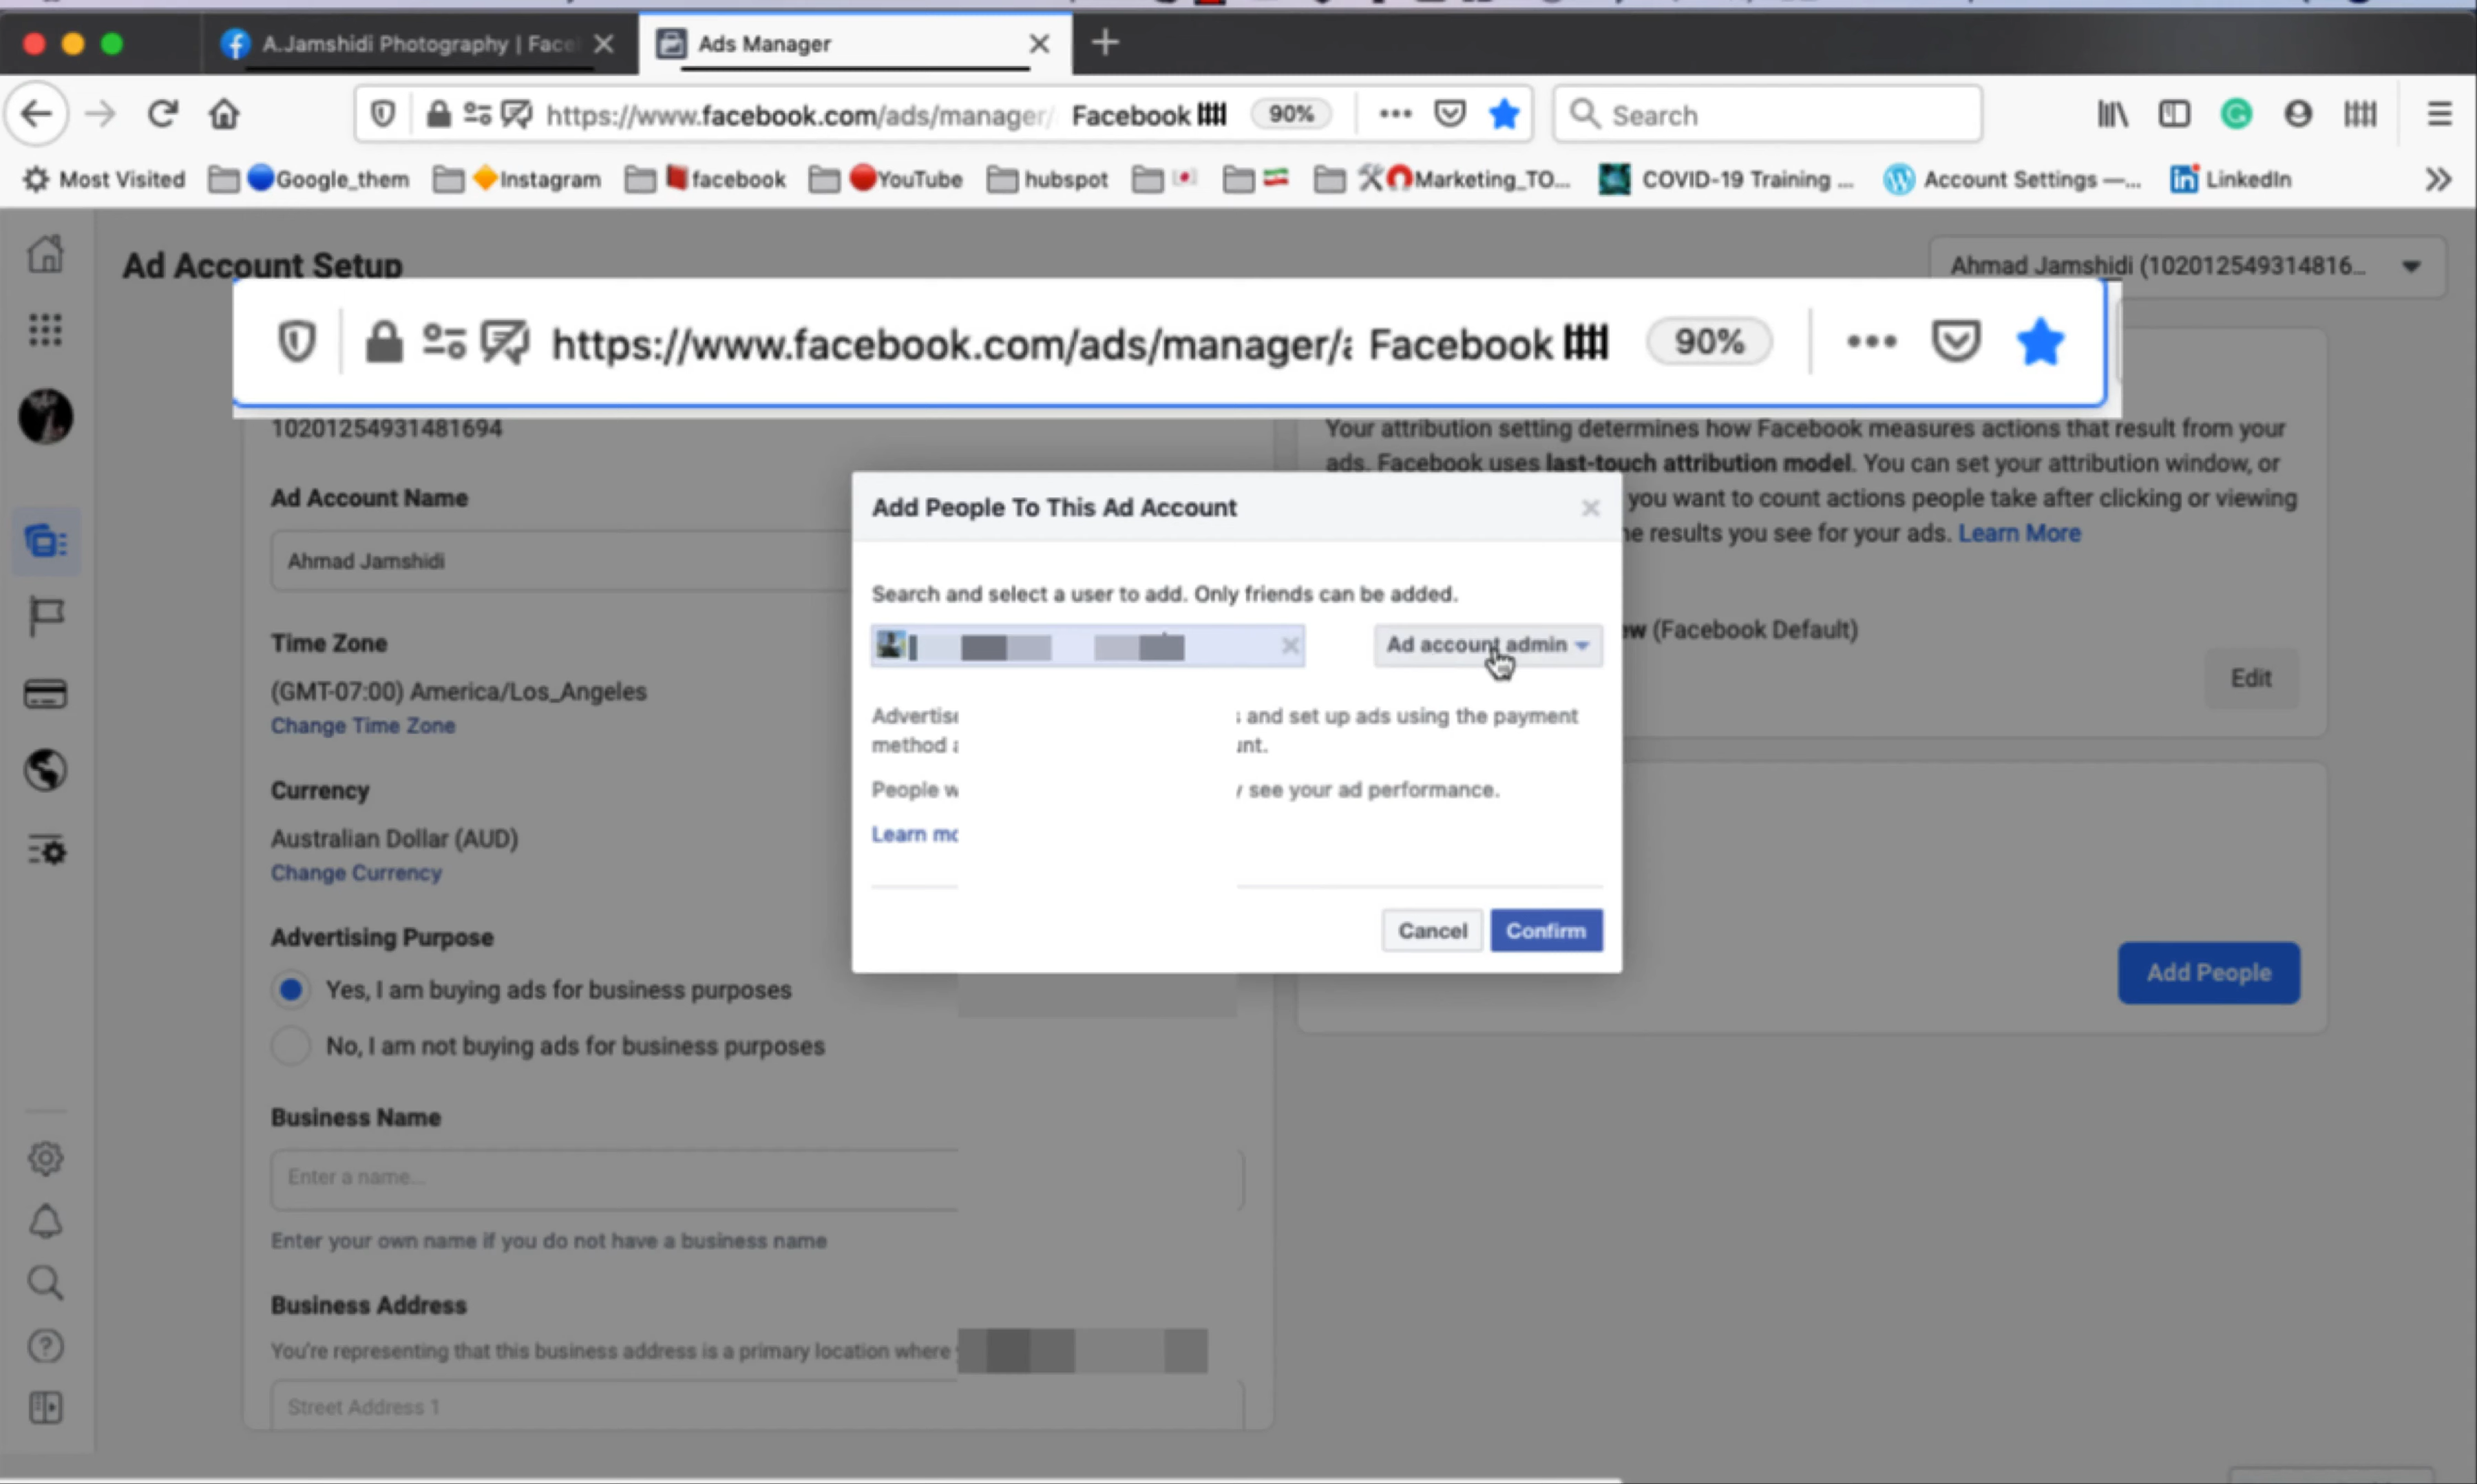 A.Jamshidi Photography | Face
Ads Manager
https://www.facebook.com/ads/manager/ Facebook 90%
Search
Most Visited Google_them Instagram facebook YouTube hubspot Marketing_TO... COVID-19 Training ... Account Settings —... LinkedIn
Ad Account Setup
Ahmad Jamshidi (102012549314816...
https://www.facebook.com/ads/manager/a Facebook 90%
10201254931481694
Ad Account Name
Ahmad Jamshidi
Time Zone
(GMT-07:00) America/Los_Angeles
Change Time Zone
Currency
Australian Dollar (AUD)
Change Currency
Advertising Purpose
Yes, I am buying ads for business purposes
No, I am not buying ads for business purposes
Business Name
Enter a name...
Enter your own name if you do not have a business name
Business Address
You're representing that this business address is a primary location where
Street Address 1
Add People To This Ad Account
Search and select a user to add. Only friends can be added.
Ad account admin
and set up ads using the payment
method
People see your ad performance.
Learn
Cancel Confirm
Your attribution setting determines how Facebook measures actions that result from your
ads. Facebook uses last-touch attribution model. You can set your attribution window, or
you want to count actions people take after clicking or viewing
results you see for your ads. Learn More
(Facebook Default)
Edit
Add People